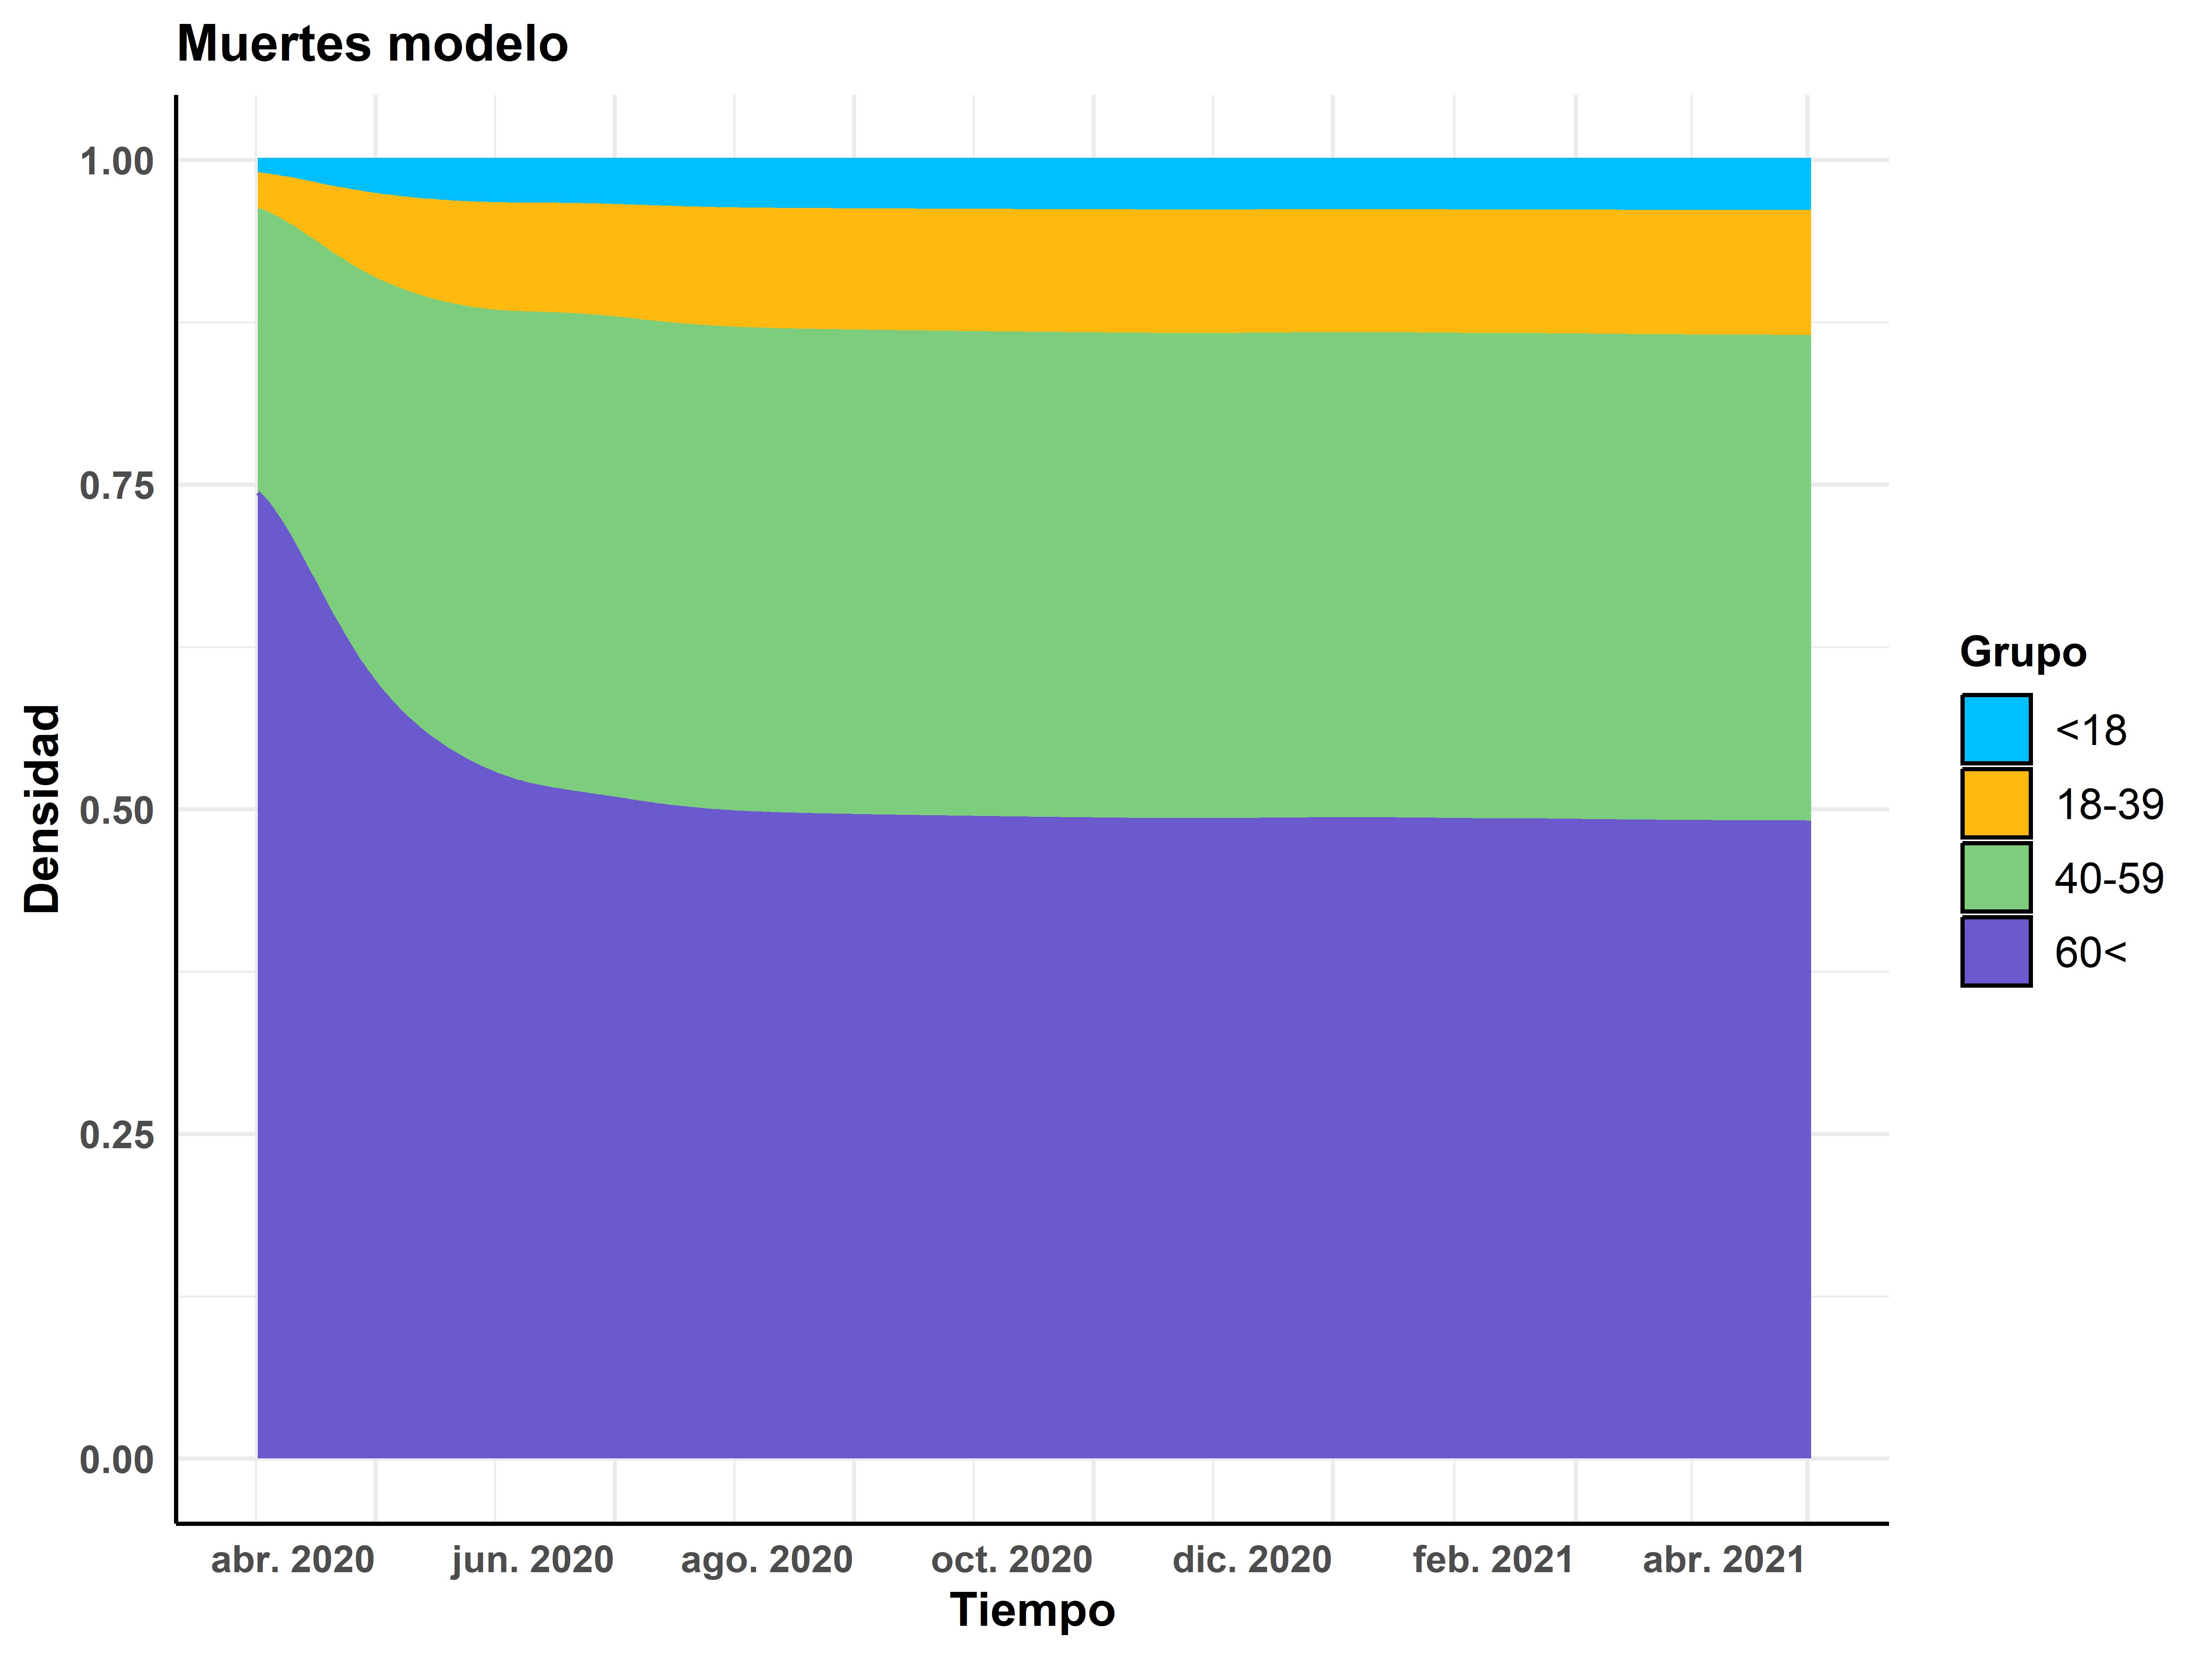 Muertes modelo
1.00
0.75
0.50
0.25
0.00
Densidad
abr. 2020 jun. 2020 ago. 2020 oct. 2020 dic. 2020 feb. 2021 abr. 2021
Tiempo
Grupo
<18
18-39
40-59
60<